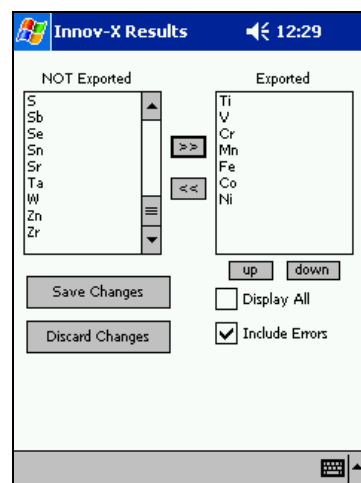 Innov-X Results 12:29
NOT Exported
S
Sb
Se
Sn
Sr
Ta
W
Zn
Zr
>>
<<
Exported
Ti
V
Cr
Mn
Fe
Co
Ni
up down
Save Changes
Display All
Discard Changes
Include Errors